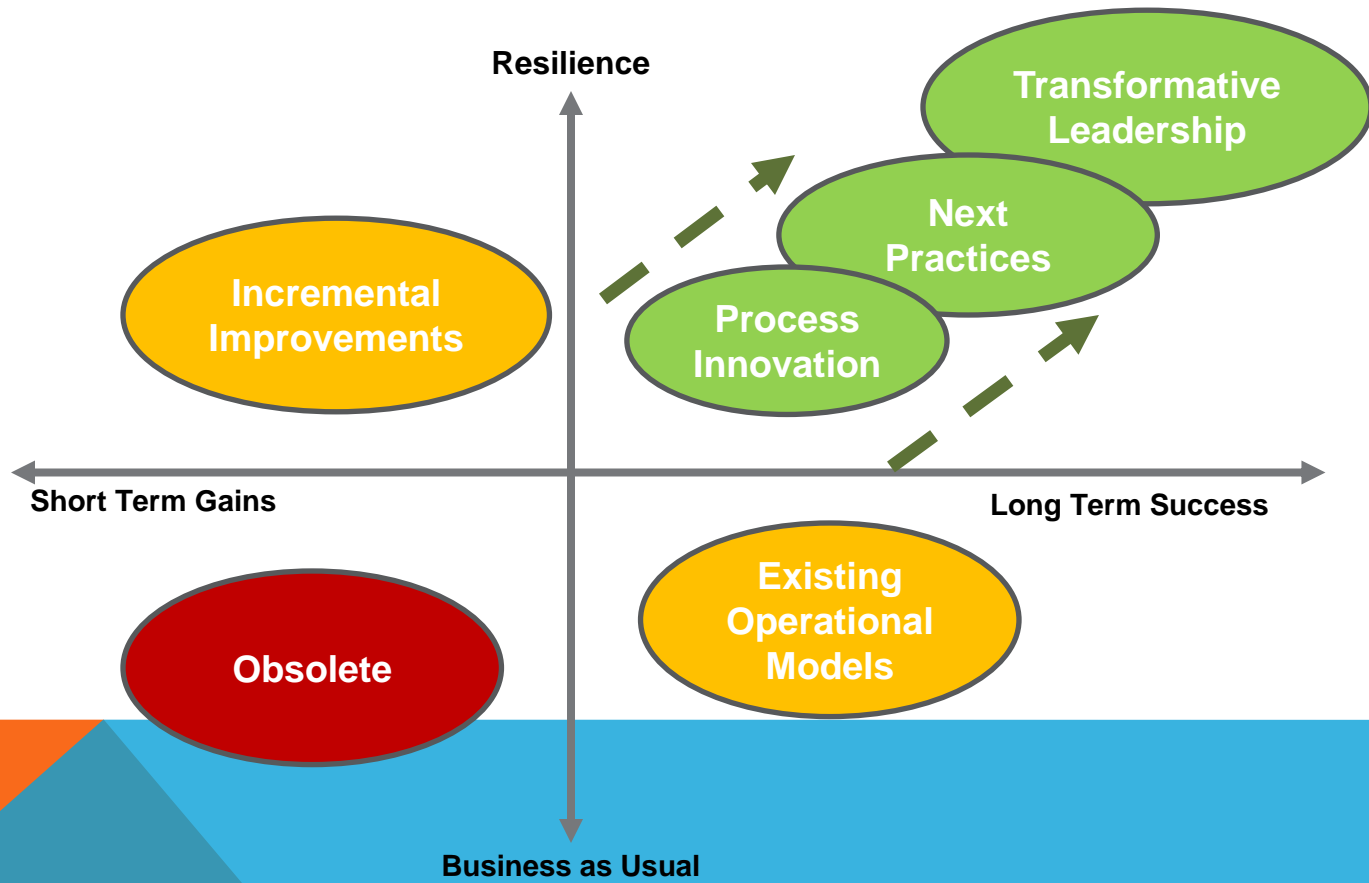 Resilience
Transformative
Leadership
Next
Practices
Incremental
Improvements
Process
Innovation
Short Term Gains
Long Term Success
Existing
Operational
Models
Obsolete
Business as Usual